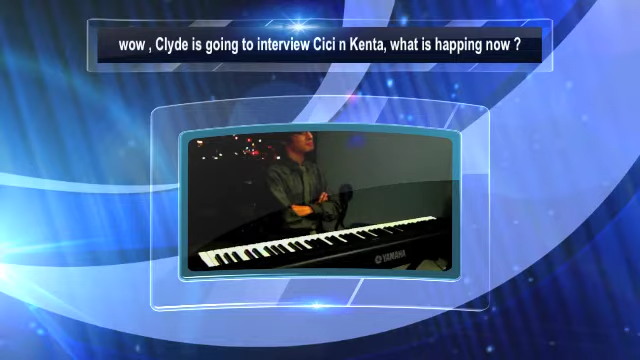 wow , Clyde is going to interview Cici n Kenta, what is happing now ?
YAMAHA